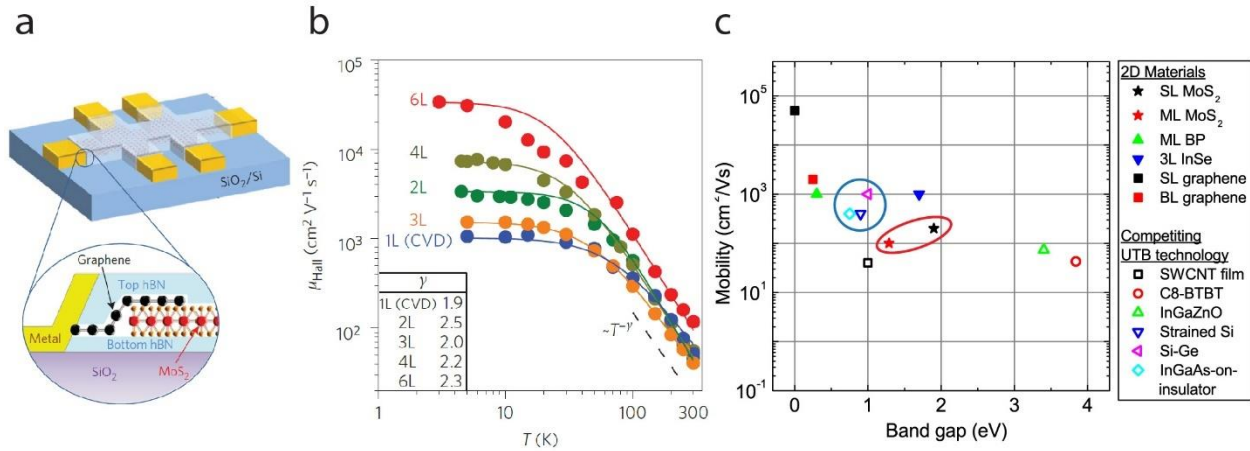 a
SiO2/Si
Graphene
Top hBN
Metal
Bottom hBN
SiO2
MoS2
b
10^5
10^4
10^3
10^2
μHall (cm2 V−1 s−1)
6L
4L
2L
3L
1L (CVD)
γ
1L (CVD) 1.9
2L 2.5
3L 2.0
4L 2.2
6L 2.3
~T−γ
1 10 100 300
T (K)
c
10^5
10^3
10^1
10^-1
Mobility (cm2/Vs)
0 1 2 3 4
Band gap (eV)
2D Materials
SL MoS2
ML MoS2
ML BP
3L InSe
SL graphene
BL graphene
Competiting
UTB technology
SWCNT film
C8-BTBT
InGaZnO
Strained Si
Si-Ge
InGaAs-on-
insulator